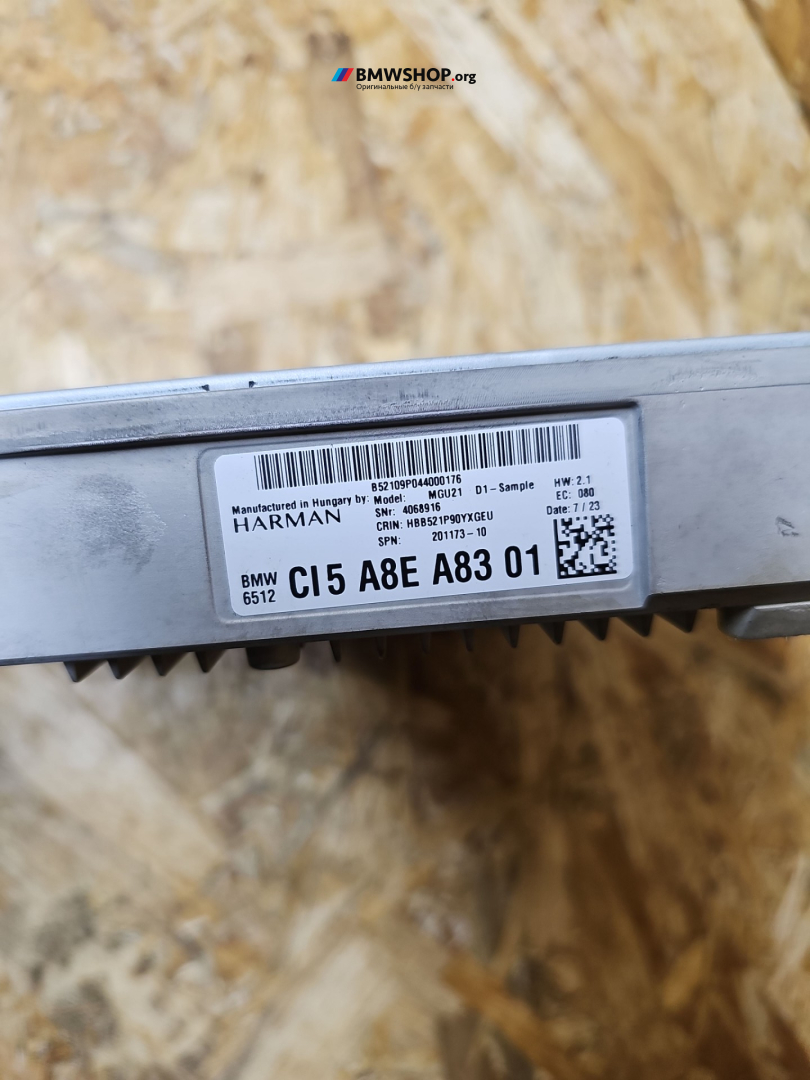 BMWSHOP.org
Оригинальные б/у запчасти
B52109P044000176
Manufactured in Hungary by:
HARMAN
Model: MGU21 D1-Sample
SNr: 4068916
CRIN: HBB521P90YXGEU
SPN: 201173-10
HW: 2.1
EC: 080
Date: 7/23
BMW
6512
CI5 A8E A83 01